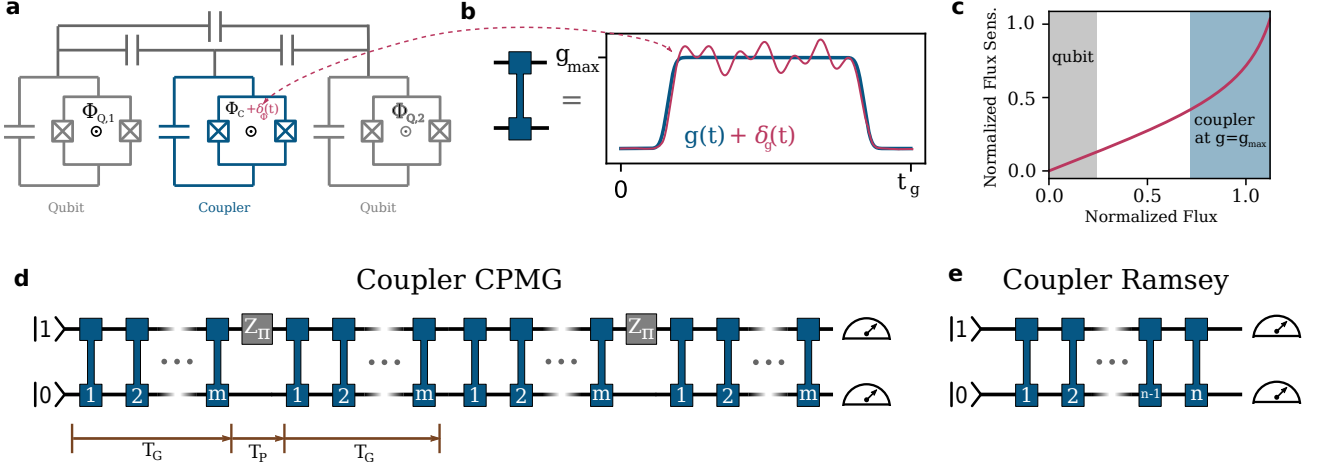 a
Φ_Q,1
Φ_C + δ_Φ(t)
Φ_Q,2
Qubit
Coupler
Qubit
b
g_max
=
g(t) + δ_g(t)
0
t_g
c
Normalized Flux Sens.
1.0
0.5
0.0
qubit
coupler
at g=g_max
0.0
0.5
1.0
Normalized Flux
d
Coupler CPMG
|1⟩
Z_Π
Z_Π
|0⟩
1
2
m
1
2
m
1
2
m
1
2
m
T_G
T_P
T_G
e
Coupler Ramsey
|1⟩
|0⟩
1
2
n-1
n